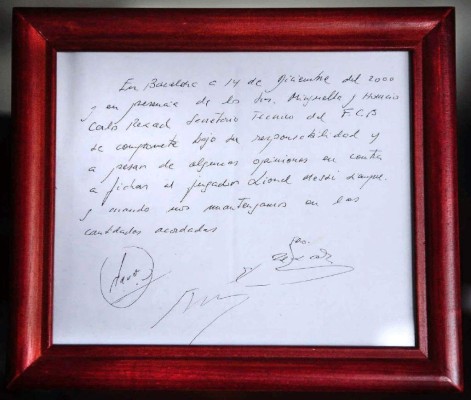 En Barcelona a 14 de Diciembre del 2000
y en presencia de los Srs. Minguella y Horacio
Carlos Rexach Secretario Tecnico del F.C.B
se compromete bajo su responsabilidad y
a pesar de algunas opiniones en contra
a fichar al jugador Lionel Messi siempre
y cuando nos mantengamos en las
cantidades acordadas